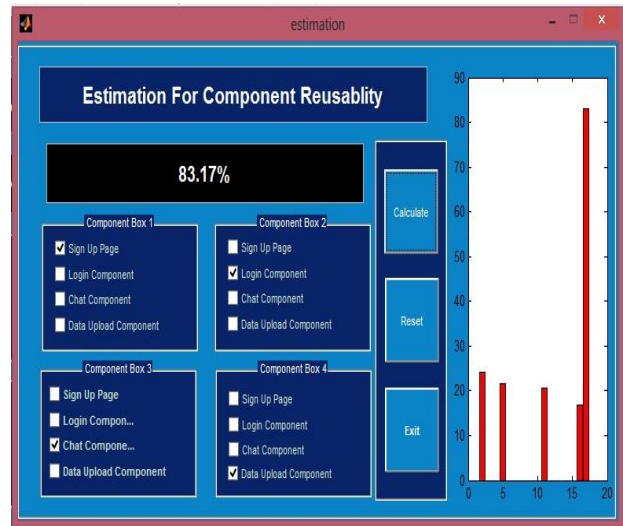 estimation
Estimation For Component Reusablity
83.17%
Component Box 1
Sign Up Page
Login Component
Chat Component
Data Upload Component
Component Box 2
Sign Up Page
Login Component
Chat Component
Data Upload Component
Component Box 3
Sign Up Page
Login Compon...
Chat Compone...
Data Upload Component
Component Box 4
Sign Up Page
Login Component
Chat Component
Data Upload Component
Calculate
Reset
Exit
90
80
70
60
50
40
30
20
10
0
0 5 10 15 20